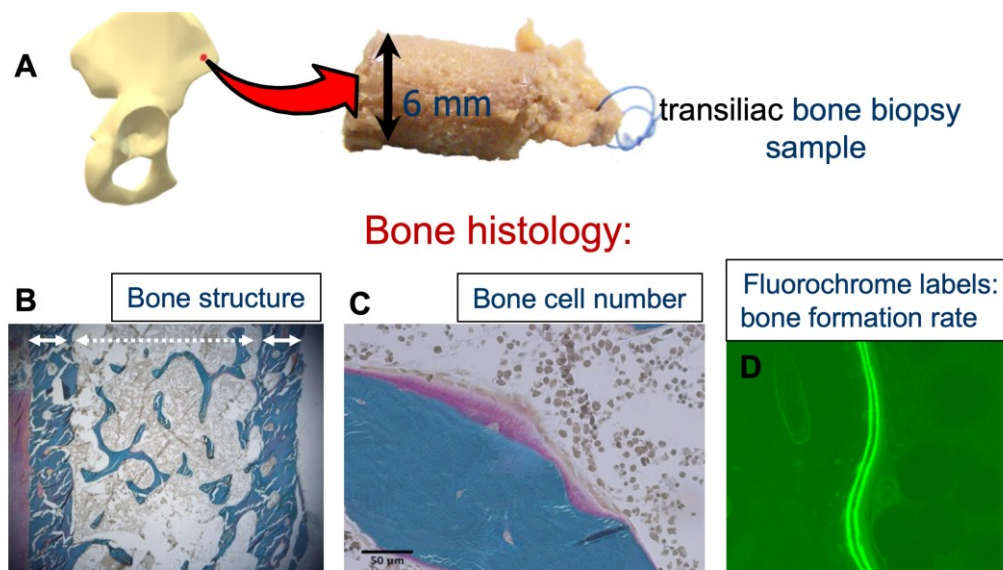 A
6 mm
transiliac bone biopsy
sample
Bone histology:
B
Bone structure
C
Bone cell number
Fluorochrome labels:
bone formation rate
D
50 µm